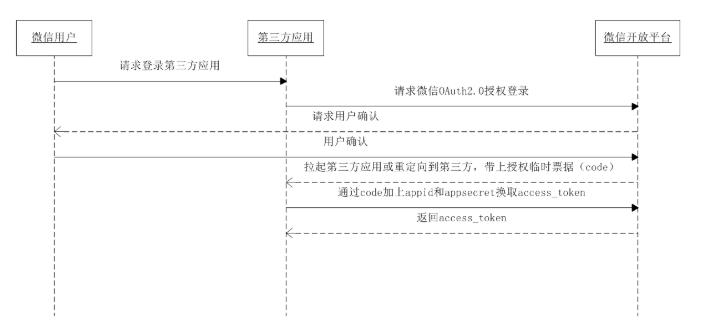 微信用户
第三方应用
微信开放平台
请求登录第三方应用
请求微信OAuth2.0授权登录
请求用户确认
用户确认
拉起第三方应用或重定向到第三方，带上授权临时票据（code）
通过code加上appid和appsecret换取access_token
返回access_token